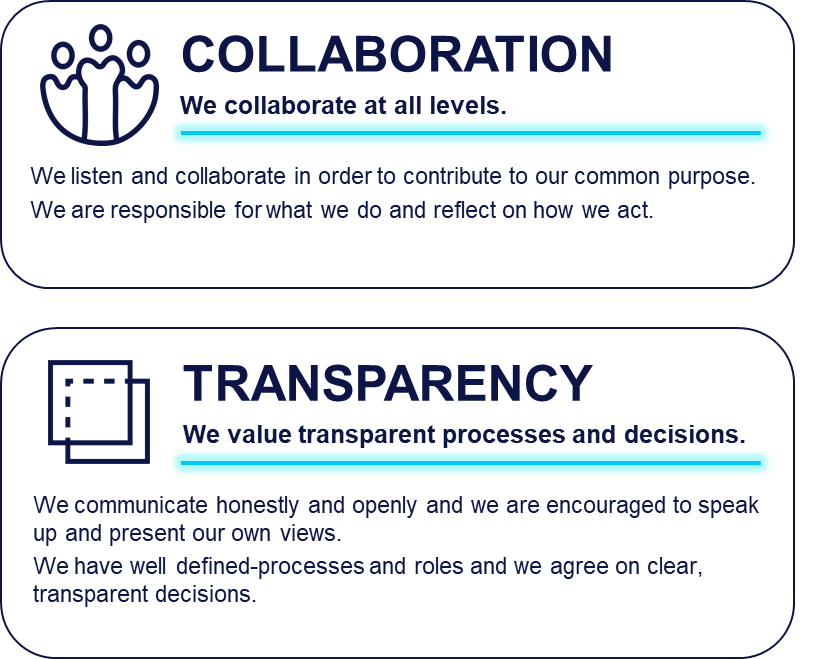 COLLABORATION
We collaborate at all levels.
We listen and collaborate in order to contribute to our common purpose.
We are responsible for what we do and reflect on how we act.
TRANSPARENCY
We value transparent processes and decisions.
We communicate honestly and openly and we are encouraged to speak
up and present our own views.
We have well defined-processes and roles and we agree on clear,
transparent decisions.